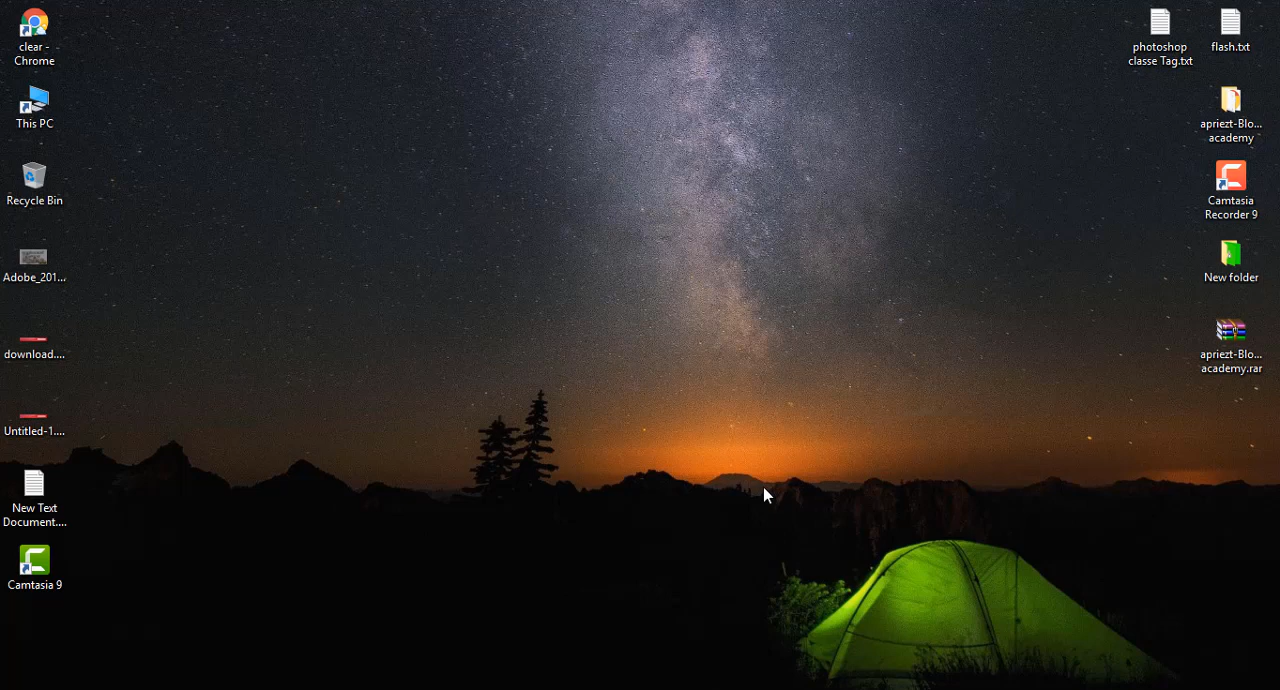 clear -
Chrome
This PC
Recycle Bin
Adobe_201...
download....
Untitled-1....
New Text
Document....
Camtasia 9
photoshop
classe Tag.txt
flash.txt
apriezt-Blo...
academy
Camtasia
Recorder 9
New folder
apriezt-Blo...
academy.rar